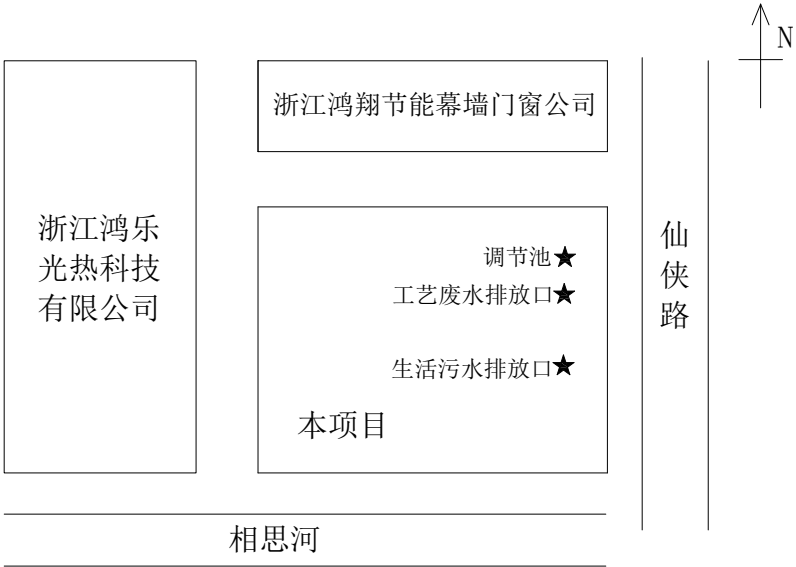 N
浙江鸿翔节能幕墙门窗公司
浙江鸿乐
光热科技
有限公司
调节池★
工艺废水排放口★
生活污水排放口★
本项目
仙
侠
路
相思河